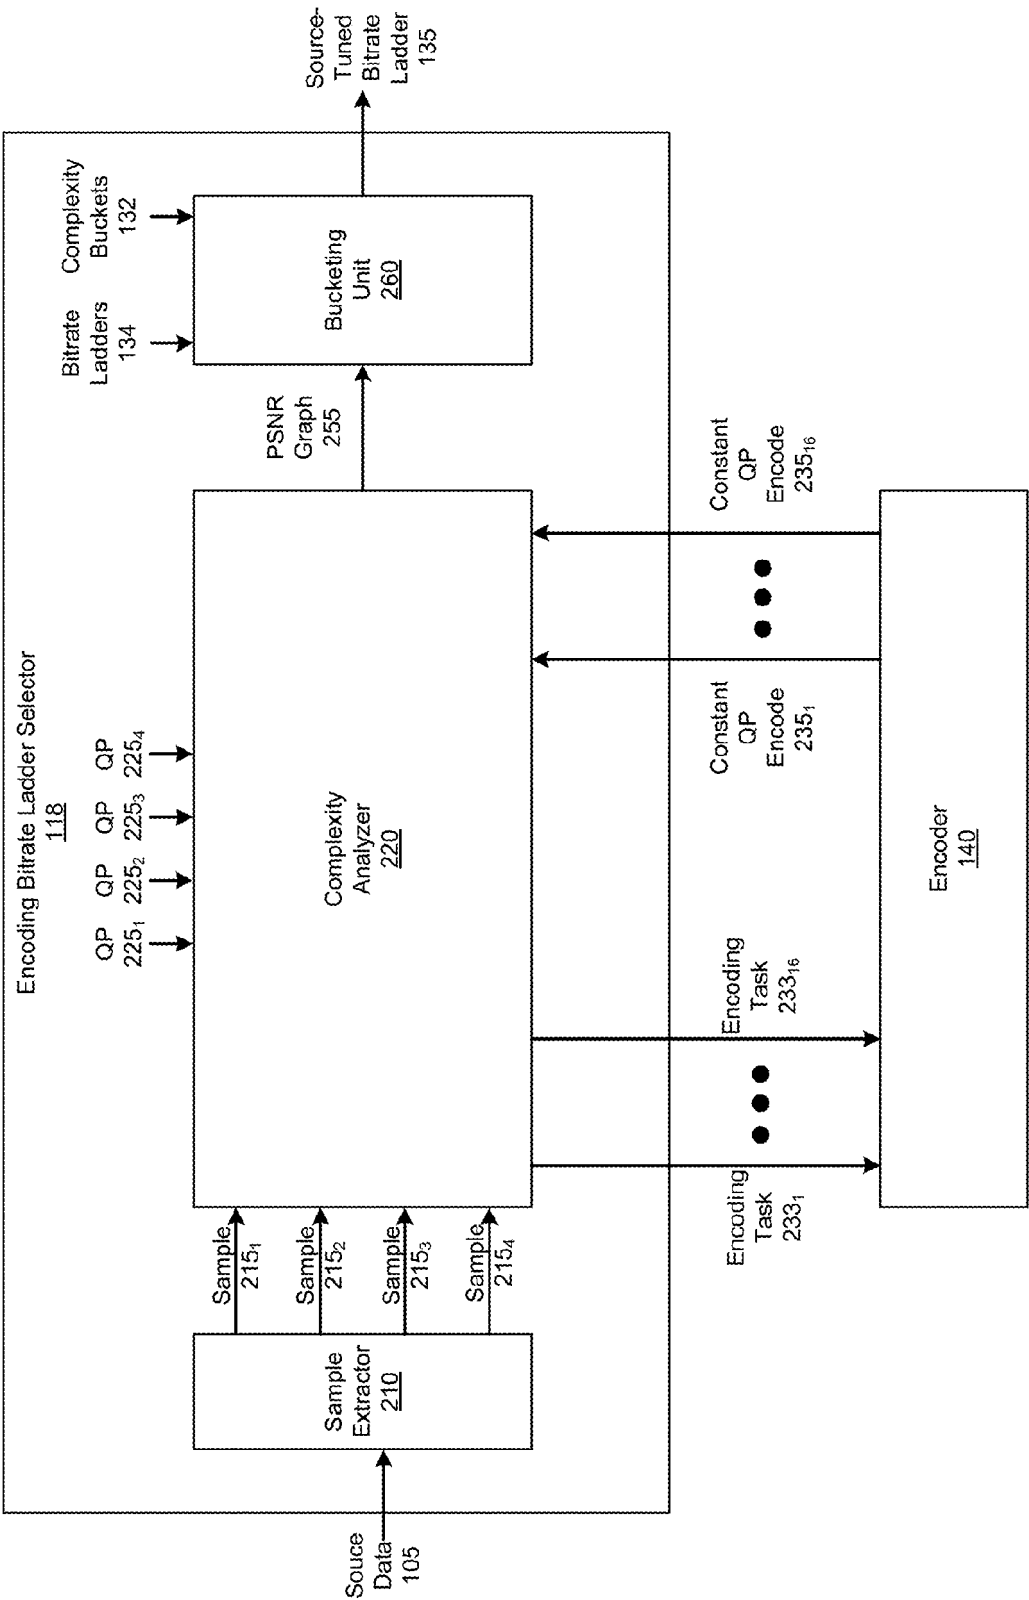 Encoding Bitrate Ladder Selector
118
QP
225₁
QP
225₂
QP
225₃
QP
225₄
Bitrate
Ladders
134
Complexity
Buckets
132
Souce
Data
105
Sample
Extractor
210
Sample
215₁
Sample
215₂
Sample
215₃
Sample
215₄
Complexity
Analyzer
220
PSNR
Graph
255
Bucketing
Unit
260
Source-
Tuned
Bitrate
Ladder
135
Encoding
Task
233₁
Encoding
Task
233₁₆
Constant
QP
Encode
235₁
Constant
QP
Encode
235₁₆
Encoder
140